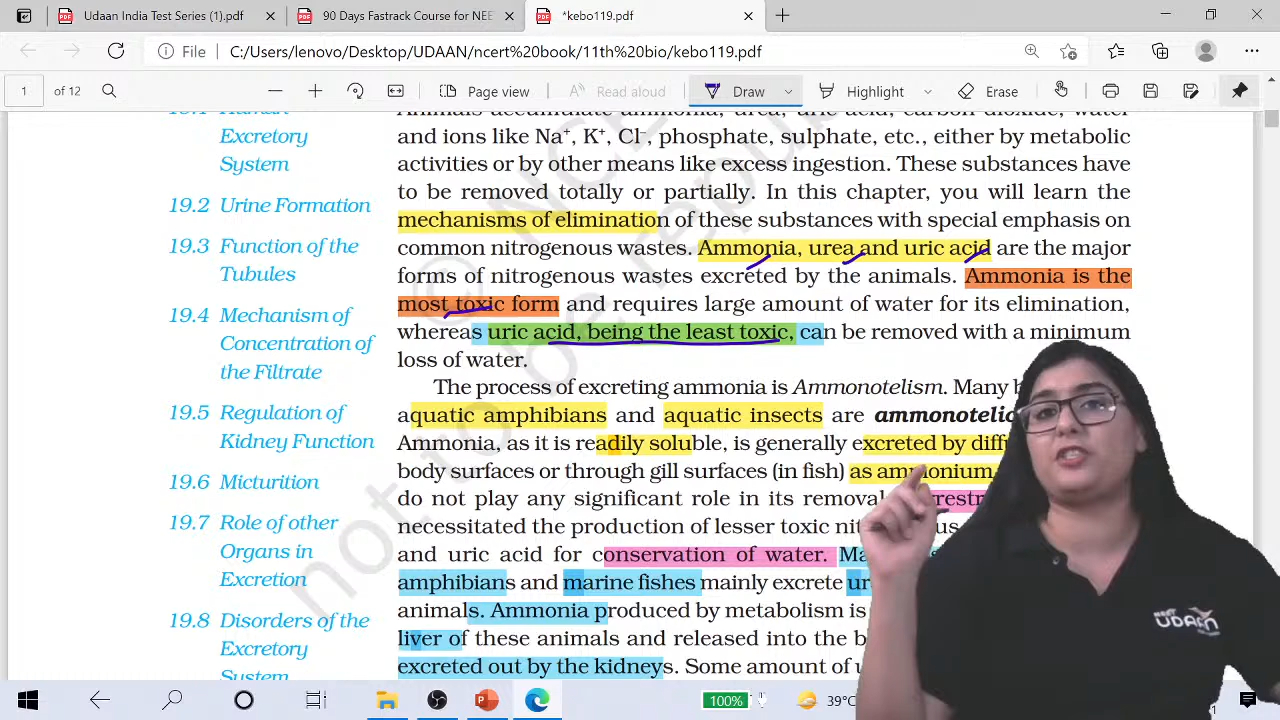 Udaan India Test Series (1).pdf
90 Days Fastrack Course for NEE
*kebo119.pdf
File
C:/Users/lenovo/Desktop/UDAAN/ncert%20book/11th%20bio/kebo119.pdf
1 of 12
Page view
Read aloud
Draw
Highlight
Erase
Excretory
System
19.2 Urine Formation
19.3 Function of the
Tubules
19.4 Mechanism of
Concentration of
the Filtrate
19.5 Regulation of
Kidney Function
19.6 Micturition
19.7 Role of other
Organs in
Excretion
19.8 Disorders of the
Excretory
System
and ions like Na⁺, K⁺, Cl⁻, phosphate, sulphate, etc., either by metabolic
activities or by other means like excess ingestion. These substances have
to be removed totally or partially. In this chapter, you will learn the
mechanisms of elimination of these substances with special emphasis on
common nitrogenous wastes. Ammonia, urea and uric acid are the major
forms of nitrogenous wastes excreted by the animals. Ammonia is the
most toxic form and requires large amount of water for its elimination,
whereas uric acid, being the least toxic, can be removed with a minimum
loss of water.
The process of excreting ammonia is Ammonotelism. Many
aquatic amphibians and aquatic insects are ammonotelic
Ammonia, as it is readily soluble, is generally excreted by
body surfaces or through gill surfaces (in fish) as ammonium
do not play any significant role in its removal
necessitated the production of lesser toxic
and uric acid for conservation of water.
amphibians and marine fishes mainly excrete
animals. Ammonia produced by metabolism is
liver of these animals and released into the
excreted out by the kidneys. Some amount of
UDAAN
100%
39°C